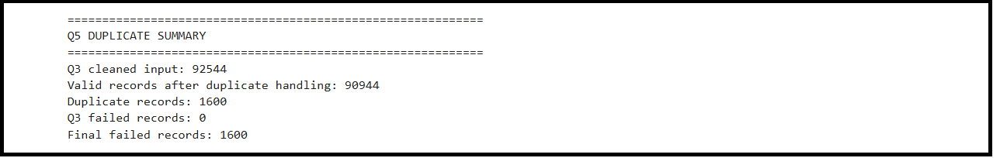 ============================================================
Q5 DUPLICATE SUMMARY
============================================================
Q3 cleaned input: 92544
Valid records after duplicate handling: 90944
Duplicate records: 1600
Q3 failed records: 0
Final failed records: 1600